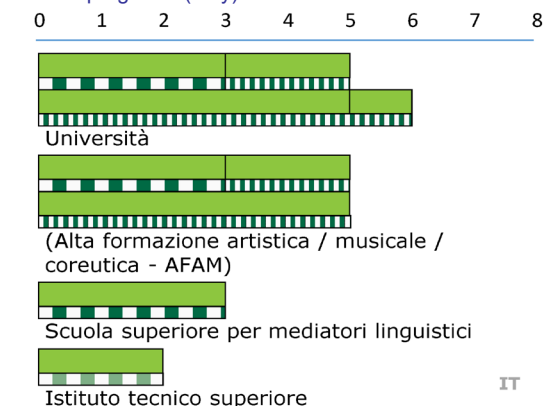 0 1 2 3 4 5 6 7 8
Università
(Alta formazione artistica / musicale /
coreutica - AFAM)
Scuola superiore per mediatori linguistici
Istituto tecnico superiore
IT